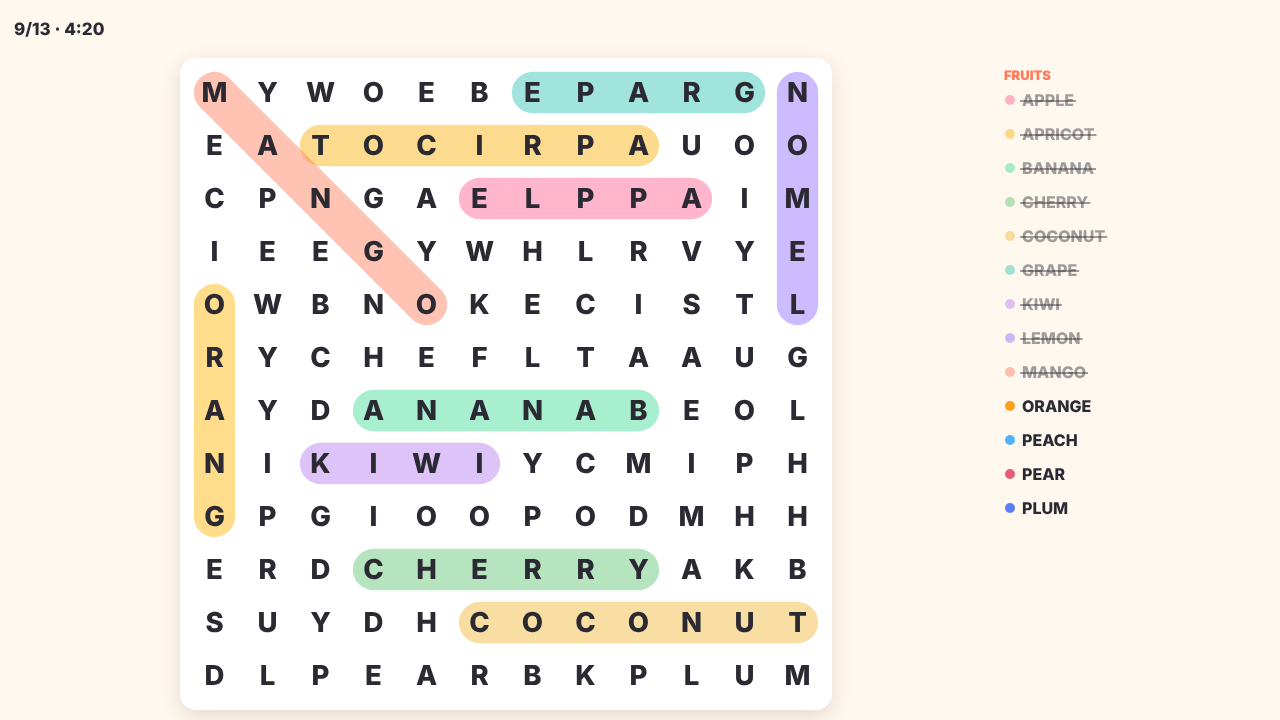 9/13 · 4:20
M Y W O E B E P A R G N
E A T O C I R P A U O O
C P N G A E L P P A I M
I E E G Y W H L R V Y E
O W B N O K E C I S T L
R Y C H E F L T A A U G
A Y D A N A N A B E O L
N I K I W I Y C M I P H
G P G I O O P O D M H H
E R D C H E R R Y A K B
S U Y D H C O C O N U T
D L P E A R B K P L U M
FRUITS
APPLE
APRICOT
BANANA
CHERRY
COCONUT
GRAPE
KIWI
LEMON
MANGO
ORANGE
PEACH
PEAR
PLUM